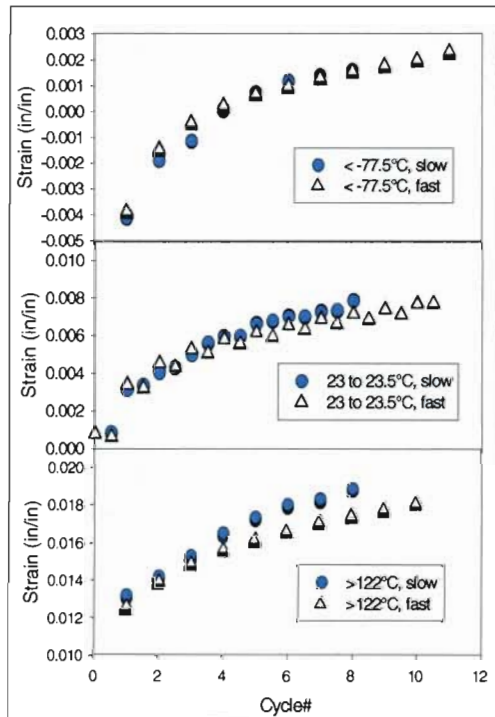 0.003
0.002
0.001
0.000
-0.001
-0.002
-0.003
-0.004
-0.005
Strain (in/in)
< -77.5°C, slow
< -77.5°C, fast
0.010
0.008
0.006
0.004
0.002
0.000
Strain (in/in)
23 to 23.5°C, slow
23 to 23.5°C, fast
0.020
0.018
0.016
0.014
0.012
0.010
Strain (in/in)
>122°C, slow
>122°C, fast
0 2 4 6 8 10 12
Cycle#